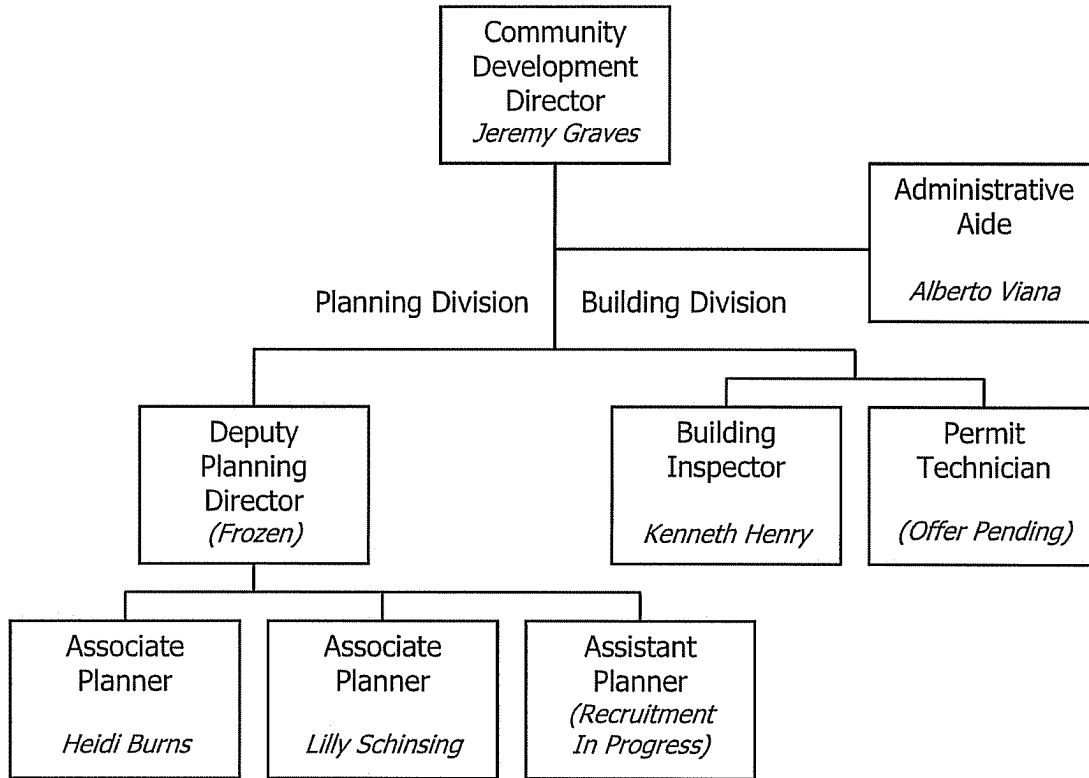 Community
Development
Director
Jeremy Graves
Administrative
Aide
Alberto Viana
Planning Division
Building Division
Deputy
Planning
Director
(Frozen)
Building
Inspector
Kenneth Henry
Permit
Technician
(Offer Pending)
Associate
Planner
Heidi Burns
Associate
Planner
Lilly Schinsing
Assistant
Planner
(Recruitment
In Progress)